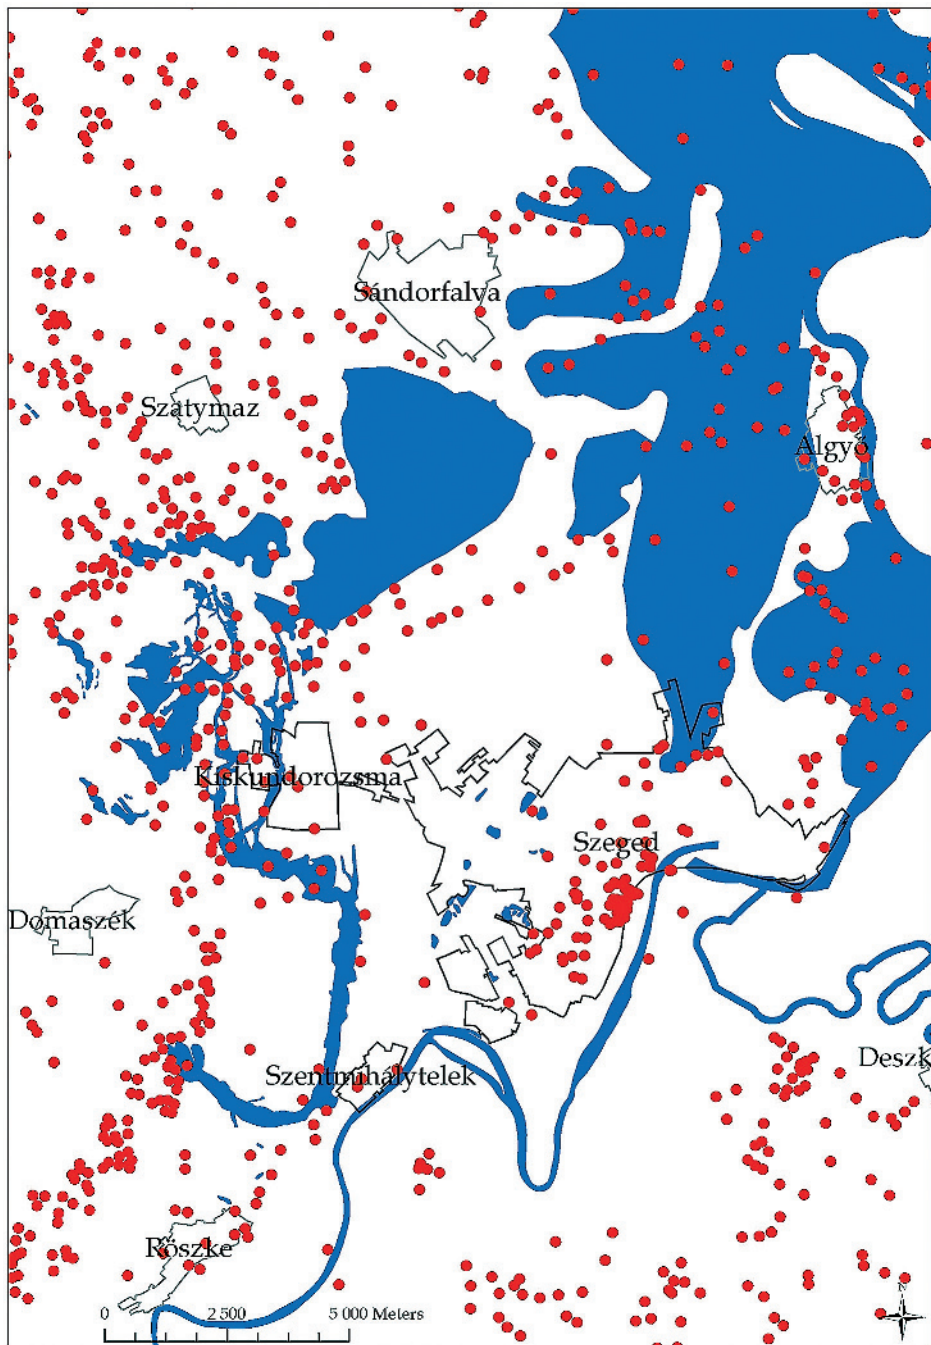 Sándorfalva
Szatymaz
Algyő
Kiskundorozsma
Szeged
Domaszék
Deszk
Szentmihálytelek
Röszke
0 2 500 5 000 Meters
N